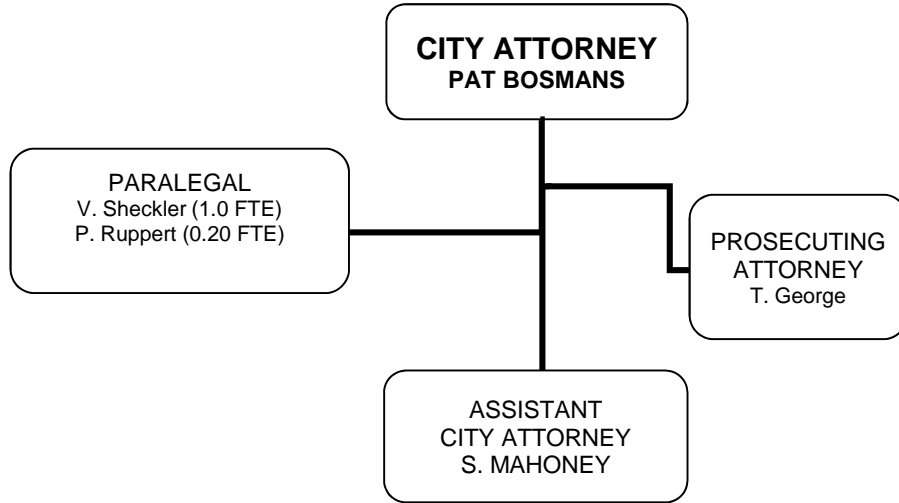 CITY ATTORNEY
PAT BOSMANS
PARALEGAL
V. Sheckler (1.0 FTE)
P. Ruppert (0.20 FTE)
PROSECUTING
ATTORNEY
T. George
ASSISTANT
CITY ATTORNEY
S. MAHONEY